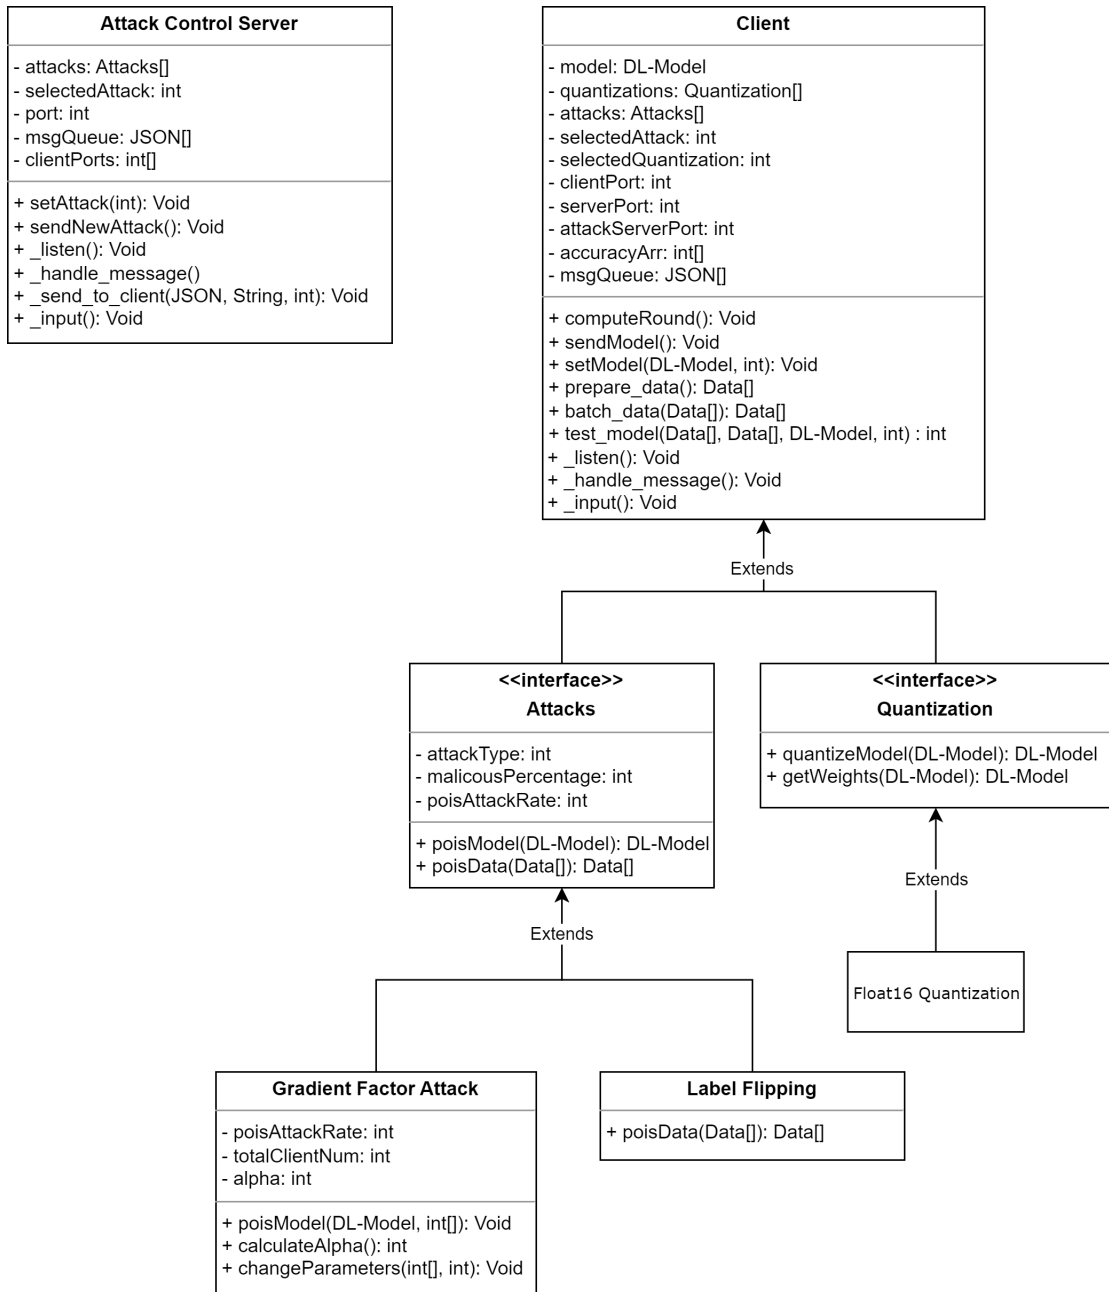 Attack Control Server
- attacks: Attacks[]
- selectedAttack: int
- port: int
- msgQueue: JSON[]
- clientPorts: int[]
+ setAttack(int): Void
+ sendNewAttack(): Void
+ _listen(): Void
+ _handle_message()
+ _send_to_client(JSON, String, int): Void
+ _input(): Void
Client
- model: DL-Model
- quantizations: Quantization[]
- attacks: Attacks[]
- selectedAttack: int
- selectedQuantization: int
- clientPort: int
- serverPort: int
- attackServerPort: int
- accuracyArr: int[]
- msgQueue: JSON[]
+ computeRound(): Void
+ sendModel(): Void
+ setModel(DL-Model, int): Void
+ prepare_data(): Data[]
+ batch_data(Data[]): Data[]
+ test_model(Data[], Data[], DL-Model, int) : int
+ _listen(): Void
+ _handle_message(): Void
+ _input(): Void
Extends
<<interface>>
Attacks
- attackType: int
- malicousPercentage: int
- poisAttackRate: int
+ poisModel(DL-Model): DL-Model
+ poisData(Data[]): Data[]
<<interface>>
Quantization
+ quantizeModel(DL-Model): DL-Model
+ getWeights(DL-Model): DL-Model
Extends
Extends
Float16 Quantization
Gradient Factor Attack
- poisAttackRate: int
- totalClientNum: int
- alpha: int
+ poisModel(DL-Model, int[]): Void
+ calculateAlpha(): int
+ changeParameters(int[], int): Void
Label Flipping
+ poisData(Data[]): Data[]